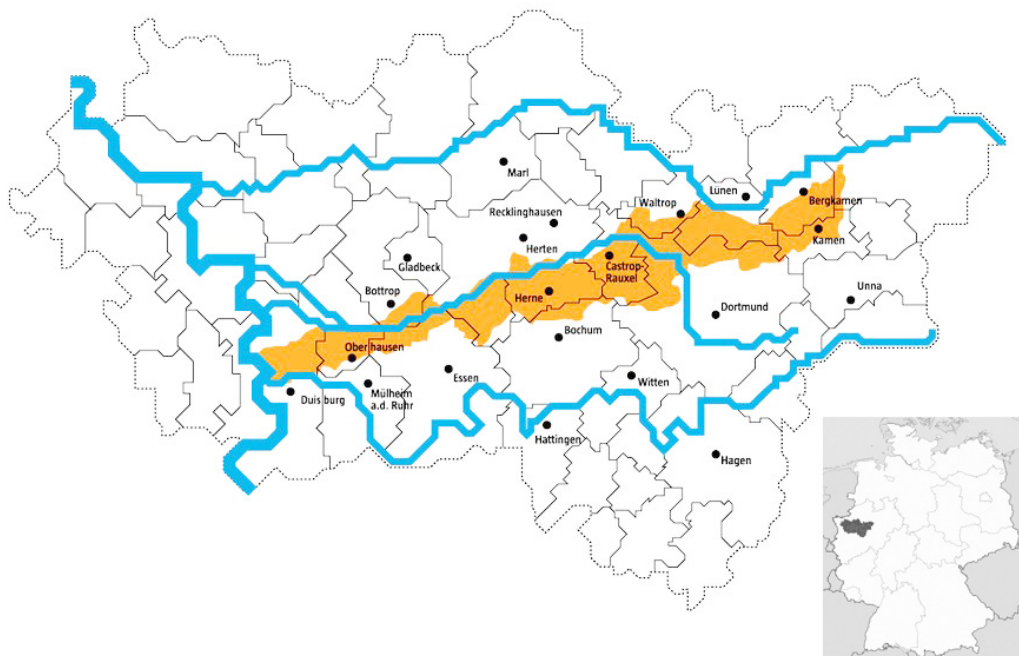 Marl
Lünen
Bergkamen
Waltrop
Recklinghausen
Kamen
Herten
Gladbeck
Castrop-
Rauxel
Unna
Bottrop
Herne
Dortmund
Bochum
Oberhausen
Essen
Witten
Duisburg
Mülheim
a.d. Ruhr
Hattingen
Hagen